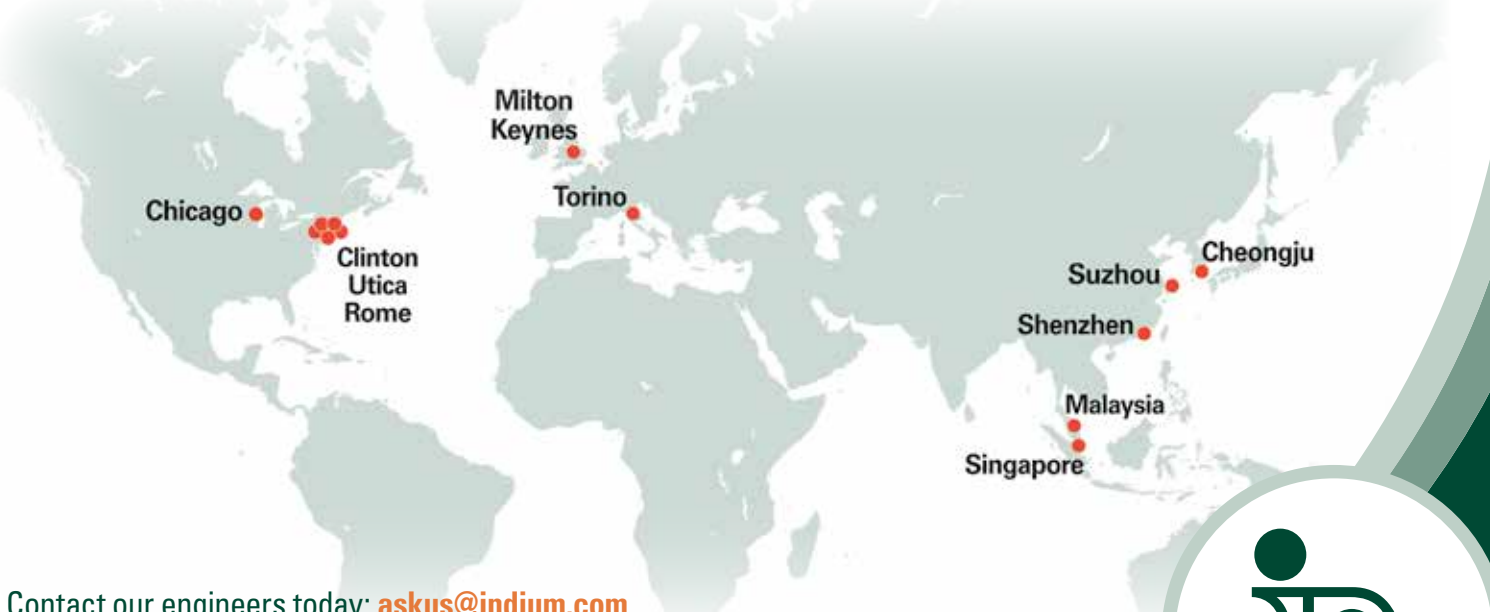 Milton
Keynes
Torino
Chicago
Clinton
Utica
Rome
Cheongju
Suzhou
Shenzhen
Malaysia
Singapore
Contact our engineers today: askus@indium.com